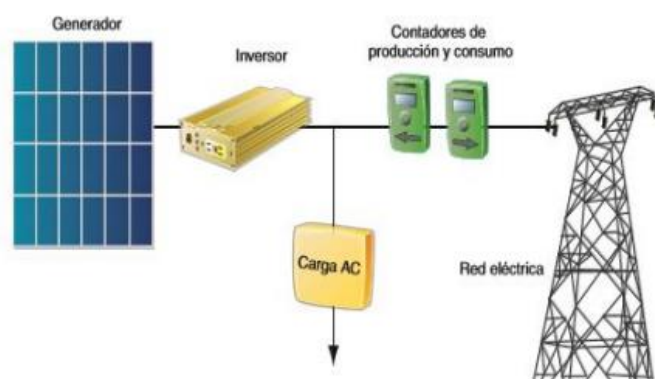 Generador
Inversor
Contadores de
producción y consumo
Carga AC
Red eléctrica